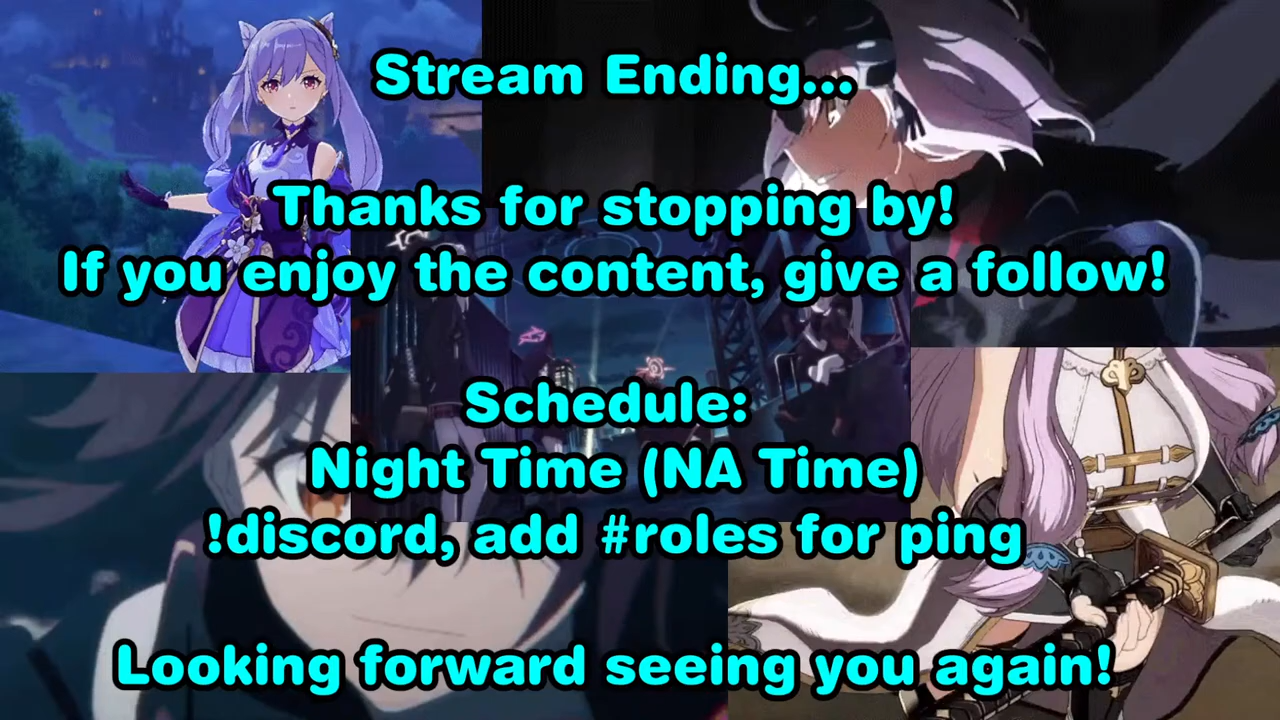 Stream Ending...
Thanks for stopping by!
If you enjoy the content, give a follow!
Schedule:
Night Time (NA Time)
!discord, add #roles for ping
Looking forward seeing you again!